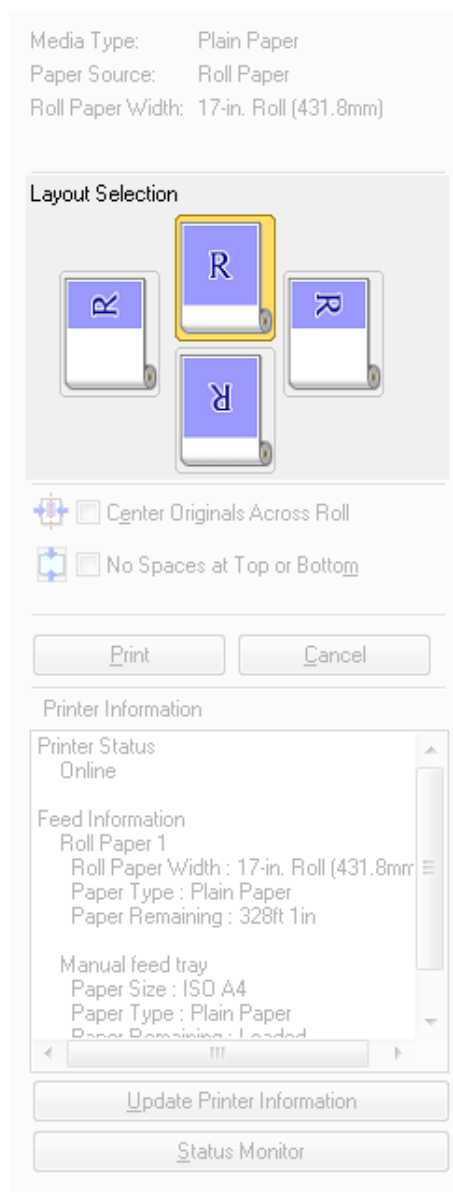 Media Type: Plain Paper
Paper Source: Roll Paper
Roll Paper Width: 17-in. Roll (431.8mm)
Layout Selection
R
R
R
R
Center Originals Across Roll
No Spaces at Top or Bottom
Print Cancel
Printer Information
Printer Status
Online
Feed Information
Roll Paper 1
Roll Paper Width : 17-in. Roll (431.8mm
Paper Type : Plain Paper
Paper Remaining : 328ft 1in
Manual feed tray
Paper Size : ISO A4
Paper Type : Plain Paper
Paper Remaining : Loaded
Update Printer Information
Status Monitor